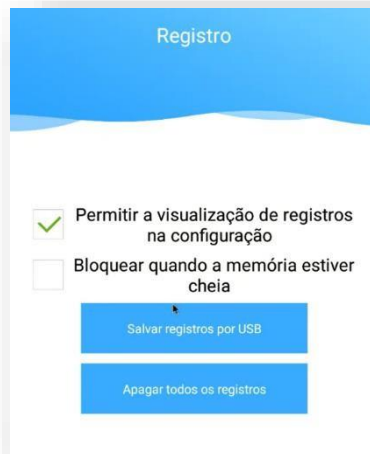 Registro
Permitir a visualização de registros
na configuração
Bloquear quando a memória estiver
cheia
Salvar registros por USB
Apagar todos os registros